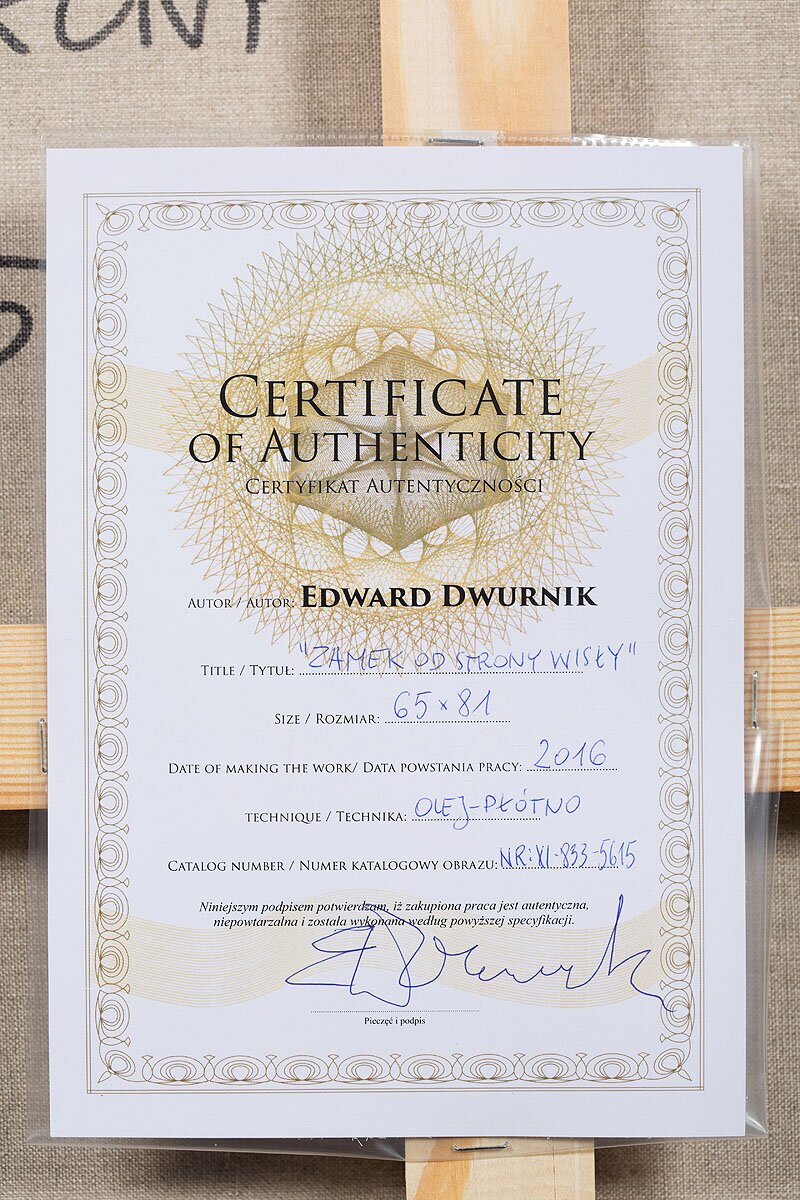 RONY
5
CERTIFICATE
OF AUTHENTICITY
CERTYFIKAT AUTENTYCZNOŚCI
AUTOR / AUTOR: EDWARD DWURNIK
TITLE / TYTUŁ: "ZAMEK OD STRONY WISŁY"
SIZE / ROZMIAR: 65 x 81
DATE OF MAKING THE WORK/ DATA POWSTANIA PRACY: 2016
TECHNIQUE / TECHNIKA: OLEJ-PŁÓTNO
CATALOG NUMBER / NUMER KATALOGOWY OBRAZU: NR: XI-833-5615
Niniejszym podpisem potwierdzam, iż zakupiona praca jest autentyczna,
niepowtarzalna i została wykonana według powyższej specyfikacji.
E Dwurnik
Pieczęć i podpis